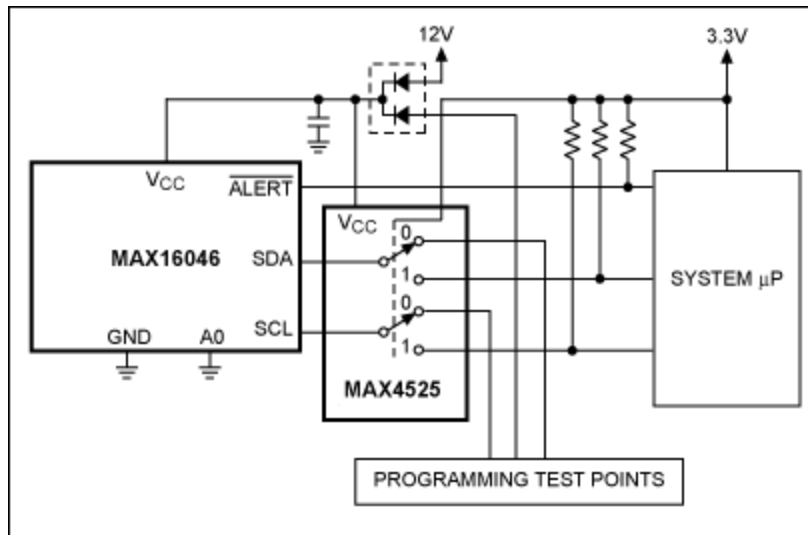 12V
3.3V
VCC
ALERT
MAX16046
SDA
SCL
GND
A0
VCC
0
1
0
1
MAX4525
SYSTEM µP
PROGRAMMING TEST POINTS